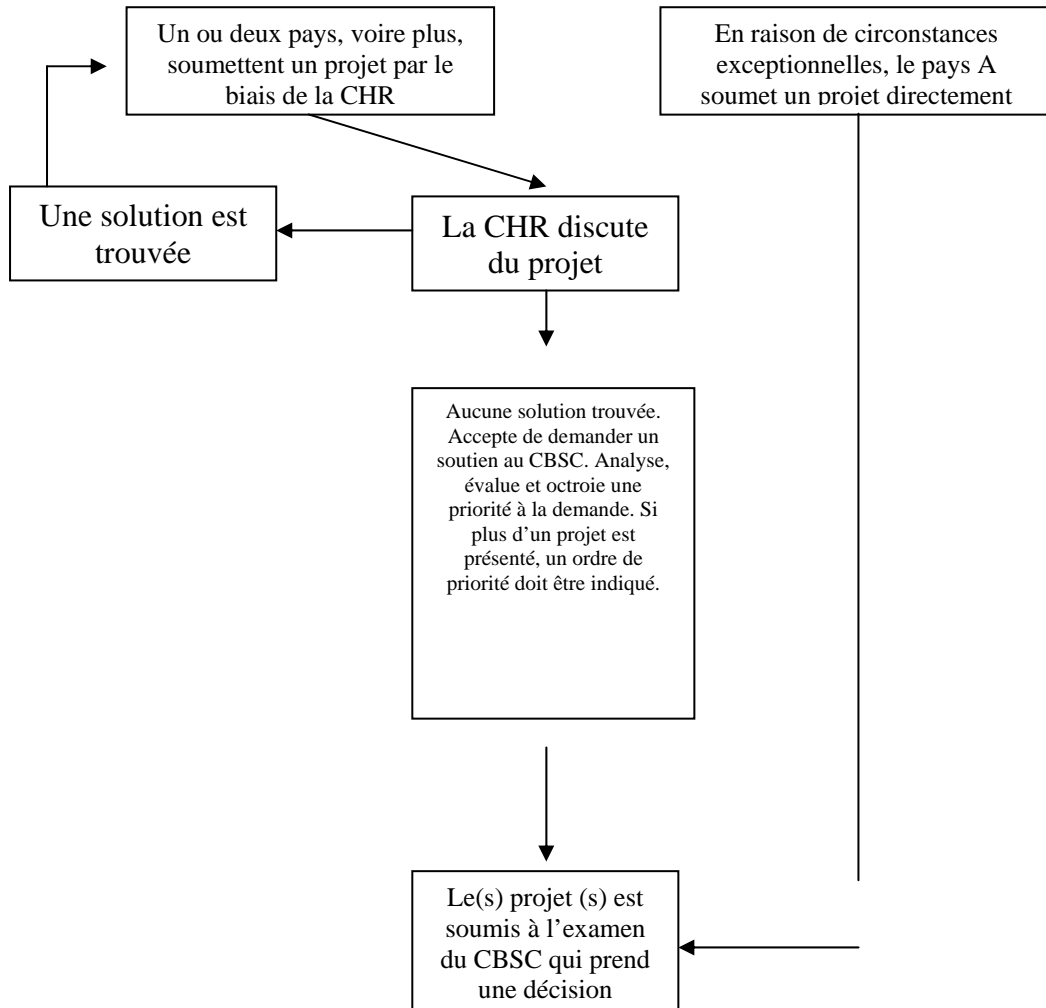 Un ou deux pays, voire plus,
soumettent un projet par le
biais de la CHR
En raison de circonstances
exceptionnelles, le pays A
soumet un projet directement
Une solution est
trouvée
La CHR discute
du projet
Aucune solution trouvée.
Accepte de demander un
soutien au CBSC. Analyse,
évalue et octroie une
priorité à la demande. Si
plus d’un projet est
présenté, un ordre de
priorité doit être indiqué.
Le(s) projet (s) est
soumis à l’examen
du CBSC qui prend
une décision